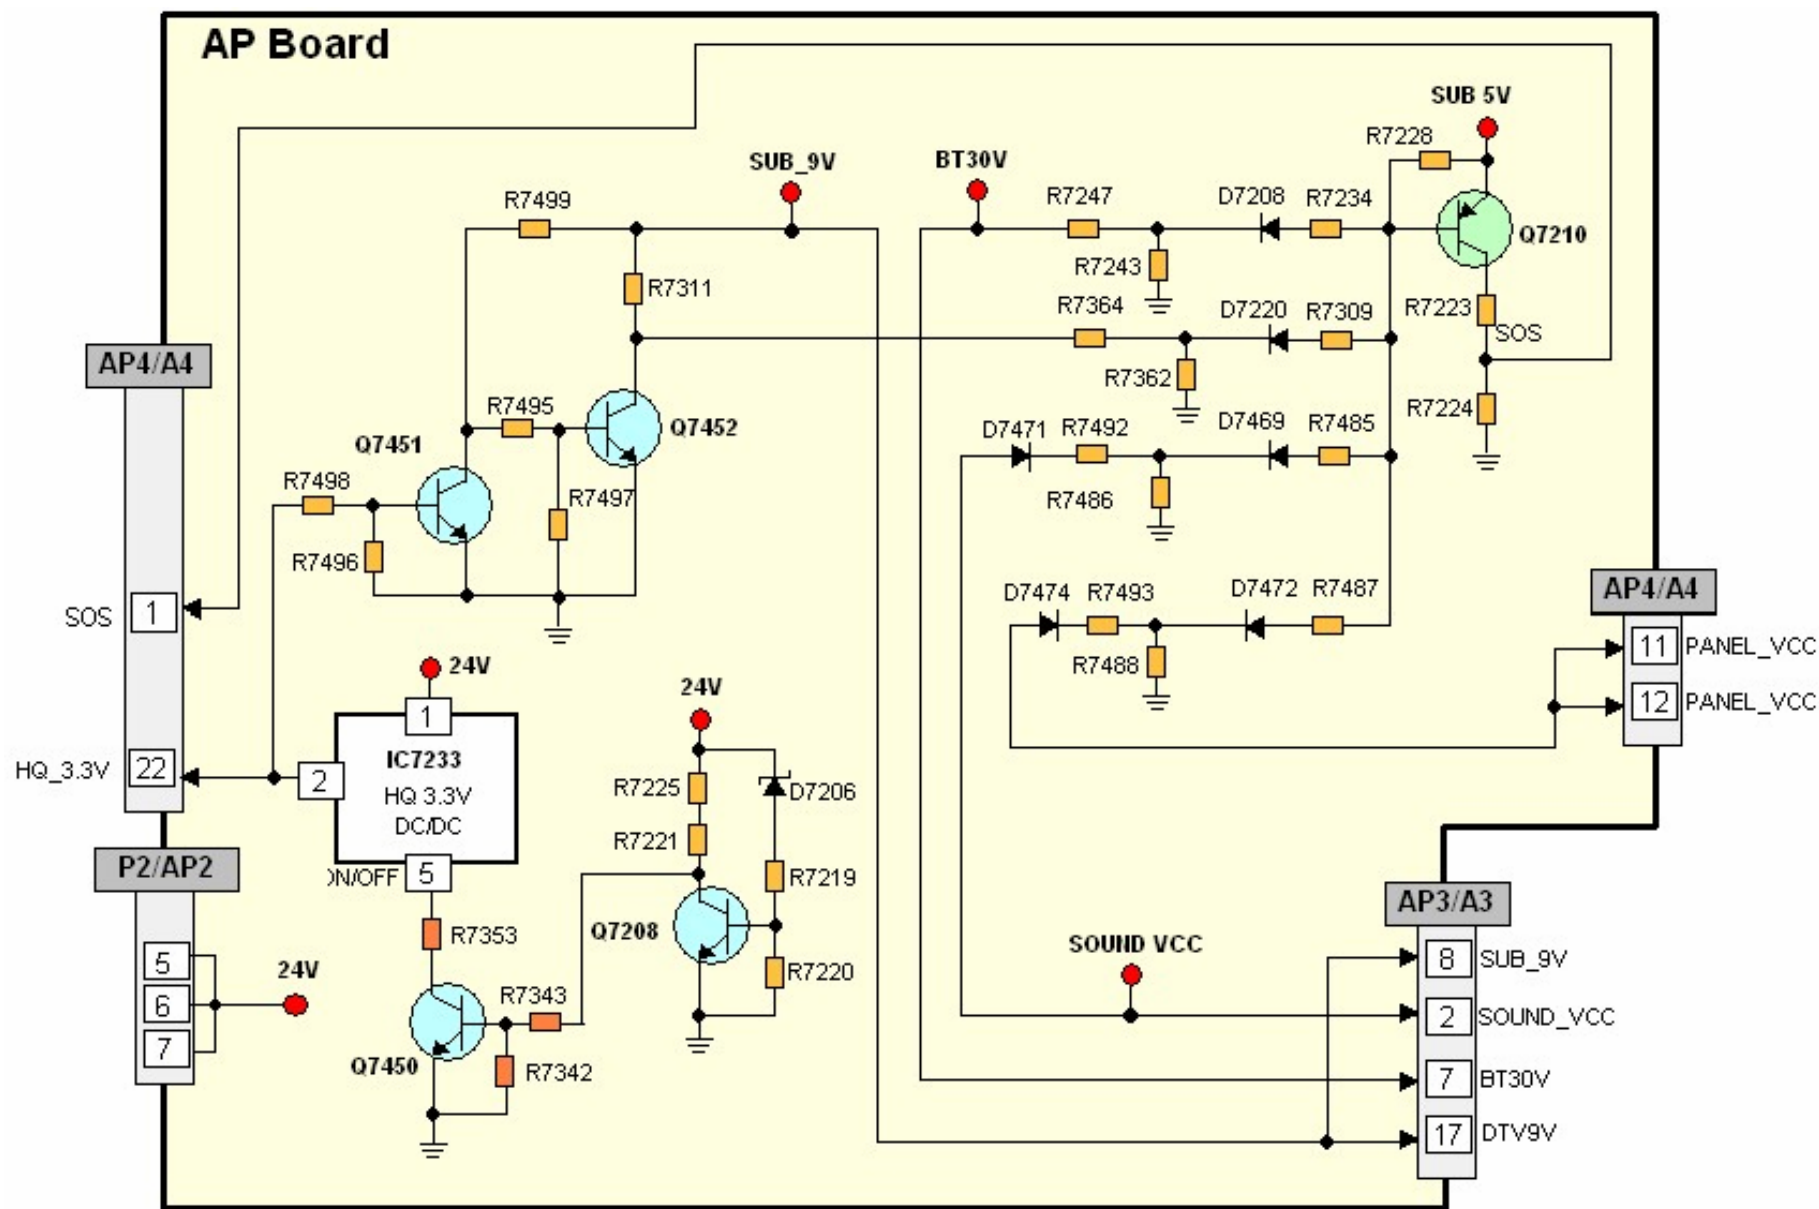 AP Board
SUB 5V
R7228
SUB_9V
BT30V
R7499
R7247
D7208
R7234
Q7210
R7243
R7311
R7364
D7220
R7309
R7223
SOS
AP4/A4
R7362
R7224
R7495
Q7452
Q7451
D7471
R7492
D7469
R7485
R7498
R7497
R7486
R7496
D7474
R7493
D7472
R7487
AP4/A4
SOS
1
11
PANEL_VCC
R7488
24V
24V
12
PANEL_VCC
1
IC7233
HQ_3.3V
22
2
HQ 3.3V
DC/DC
R7225
D7206
R7221
P2/AP2
ON/OFF
5
R7219
AP3/A3
R7353
Q7208
SOUND VCC
5
8
SUB_9V
24V
R7220
6
R7343
2
SOUND_VCC
7
Q7450
R7342
7
BT30V
17
DTV9V